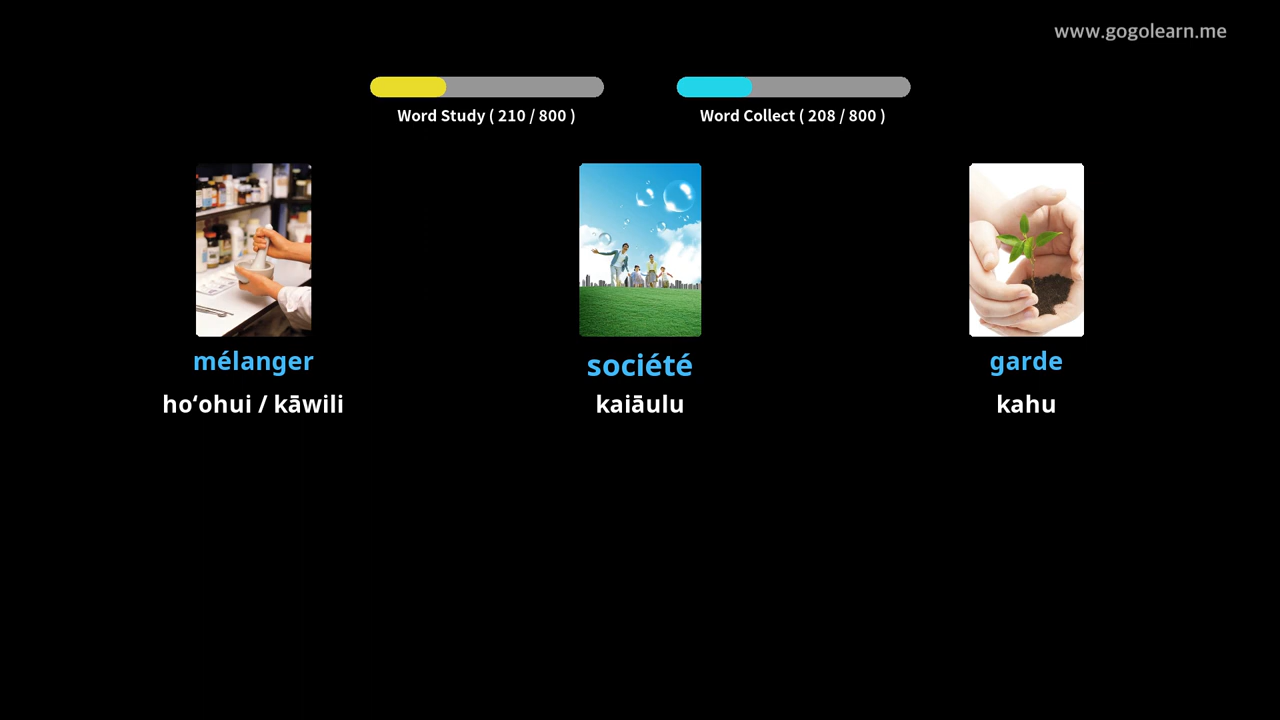 www.gogolearn.me
Word Study ( 210 / 800 )
Word Collect ( 208 / 800 )
mélanger
société
garde
hoʻohui / kāwili
kaiāulu
kahu